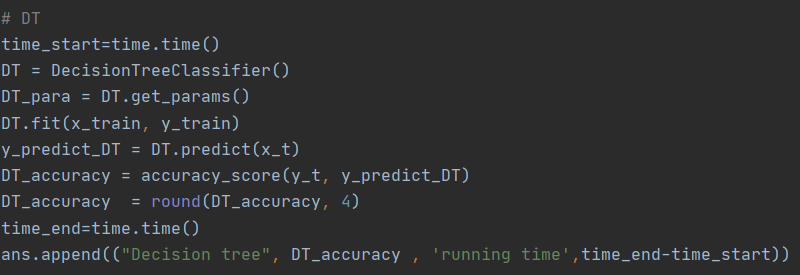 # DT
time_start=time.time()
DT = DecisionTreeClassifier()
DT_para = DT.get_params()
DT.fit(x_train, y_train)
y_predict_DT = DT.predict(x_t)
DT_accuracy = accuracy_score(y_t, y_predict_DT)
DT_accuracy  = round(DT_accuracy, 4)
time_end=time.time()
ans.append(("Decision tree", DT_accuracy , 'running time',time_end-time_start))